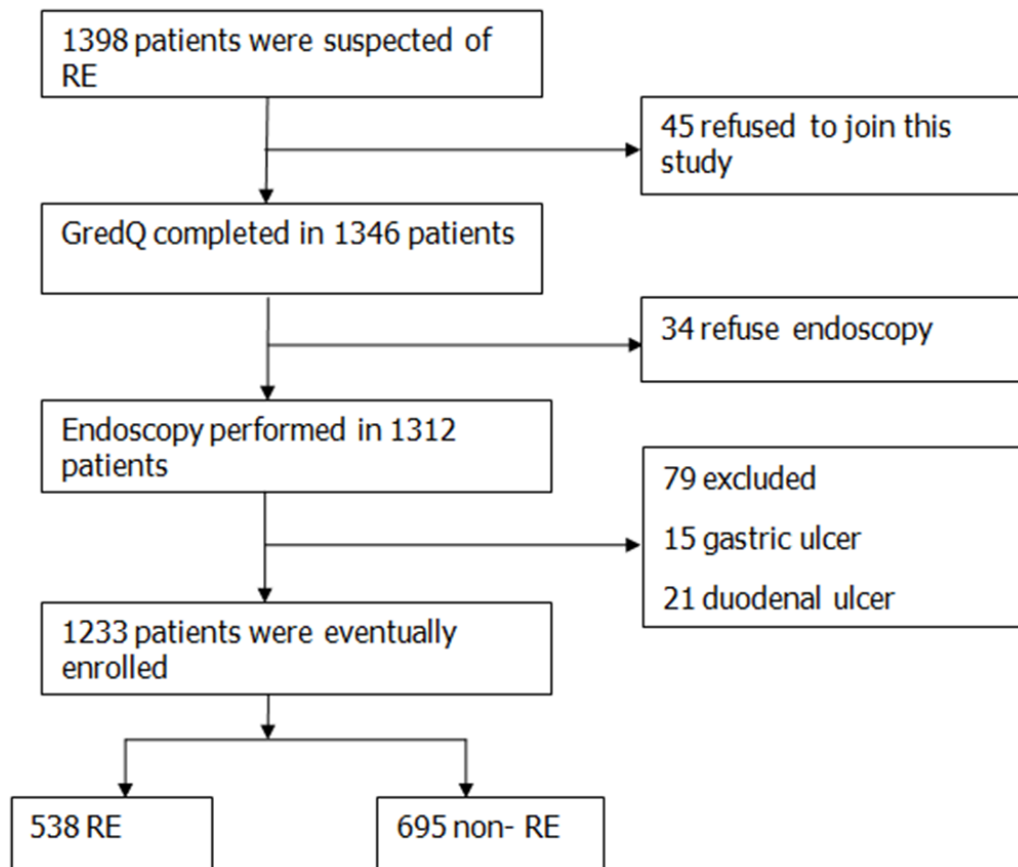 1398 patients were suspected of
RE
45 refused to join this
study
GredQ completed in 1346 patients
34 refuse endoscopy
Endoscopy performed in 1312
patients
79 excluded
15 gastric ulcer
21 duodenal ulcer
1233 patients were eventually
enrolled
538 RE
695 non- RE